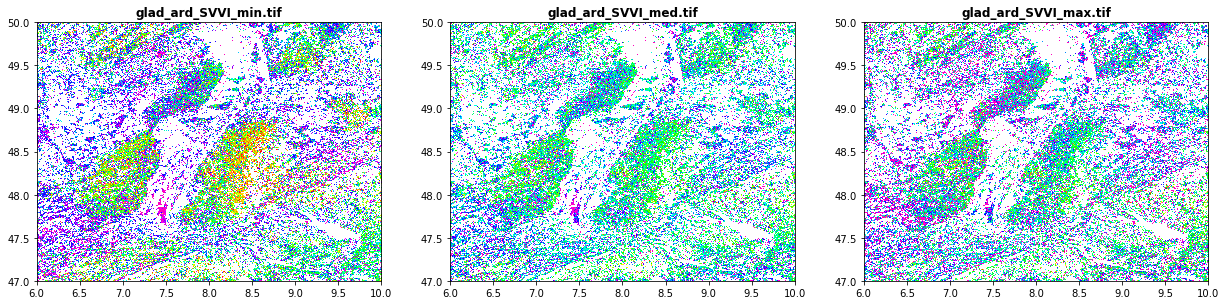 glad_ard_SVVI_min.tif glad_ard_SVVI_med.tif glad_ard_SVVI_max.tif
50.0 50.0 50.0
49.5 49.5 49.5
49.0 49.0 49.0
48.5 48.5 48.5
48.0 48.0 48.0
47.5 47.5 47.5
47.0 47.0 47.0
6.0 6.5 7.0 7.5 8.0 8.5 9.0 9.5 10.0 6.0 6.5 7.0 7.5 8.0 8.5 9.0 9.5 10.0 6.0 6.5 7.0 7.5 8.0 8.5 9.0 9.5 10.0